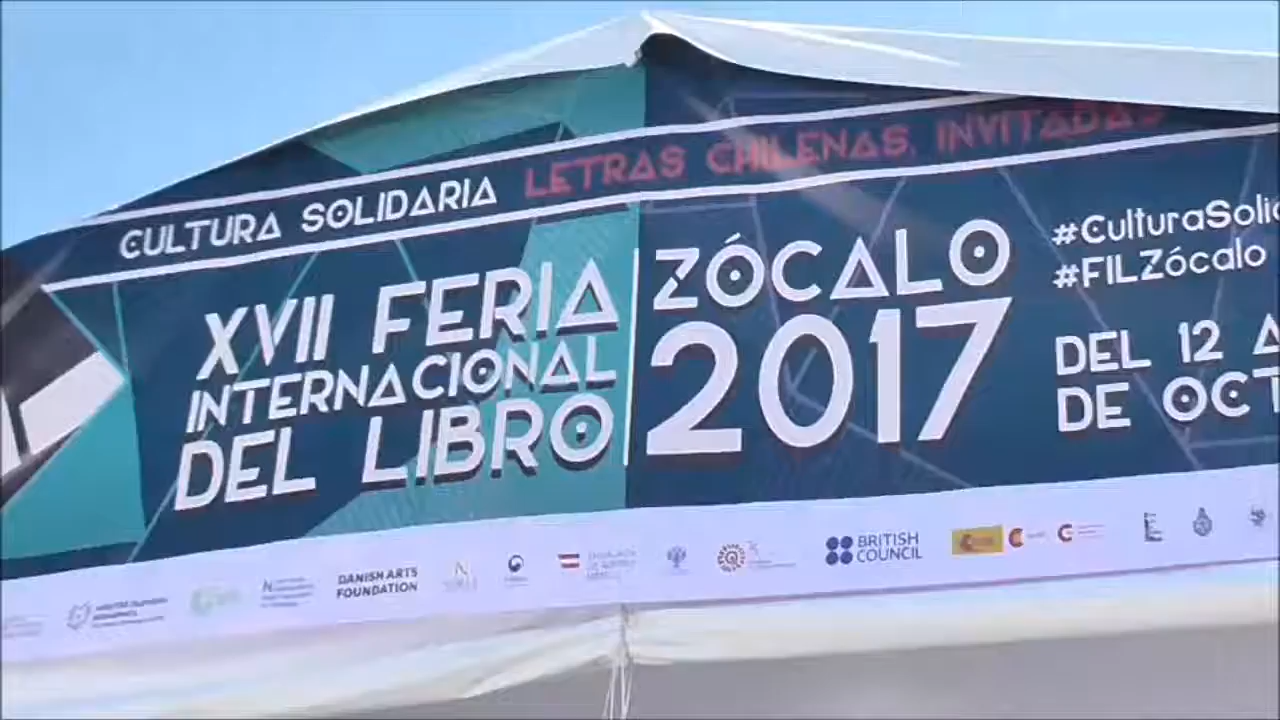 CULTURA SOLIDARIA LETRAS CHILENAS, INVITADAS
XVII FERIA
INTERNACIONAL
DEL LIBRO
ZÓCALO
2017
#CulturaSolid
#FILZócalo
DEL 12 A
DE OCT
DANISH ARTS
FOUNDATION
BRITISH
COUNCIL